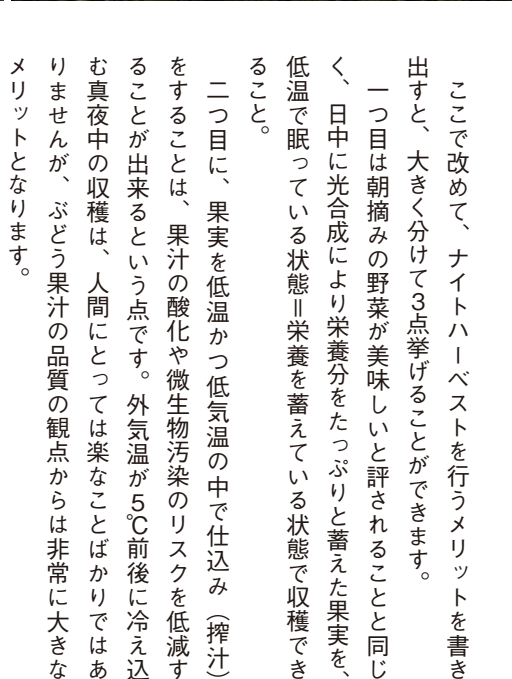 ここで改めて、ナイトハーベストを行うメリットを書き
出すと、大きく分けて3点挙げることができます。
一つ目は朝摘みの野菜が美味しいと評されることと同じ
く、日中に光合成により栄養分をたっぷりと蓄えた果実を、
低温で眠っている状態＝栄養を蓄えている状態で収穫でき
ること。
二つ目に、果実を低温かつ低気温の中で仕込み（搾汁）
をすることは、果汁の酸化や微生物汚染のリスクを低減す
ることが出来るという点です。外気温が5℃前後に冷え込
む真夜中の収穫は、人間にとっては楽なことばかりではあ
りませんが、ぶどう果汁の品質の観点からは非常に大きな
メリットとなります。